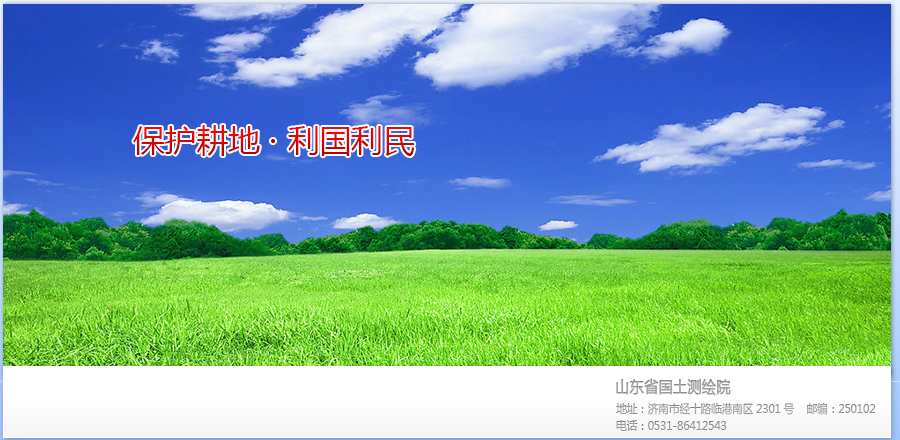 保护耕地·利国利民
山东省国土测绘院
地址：济南市经十路临港南区 2301 号 邮编：250102
电话：0531-86412543